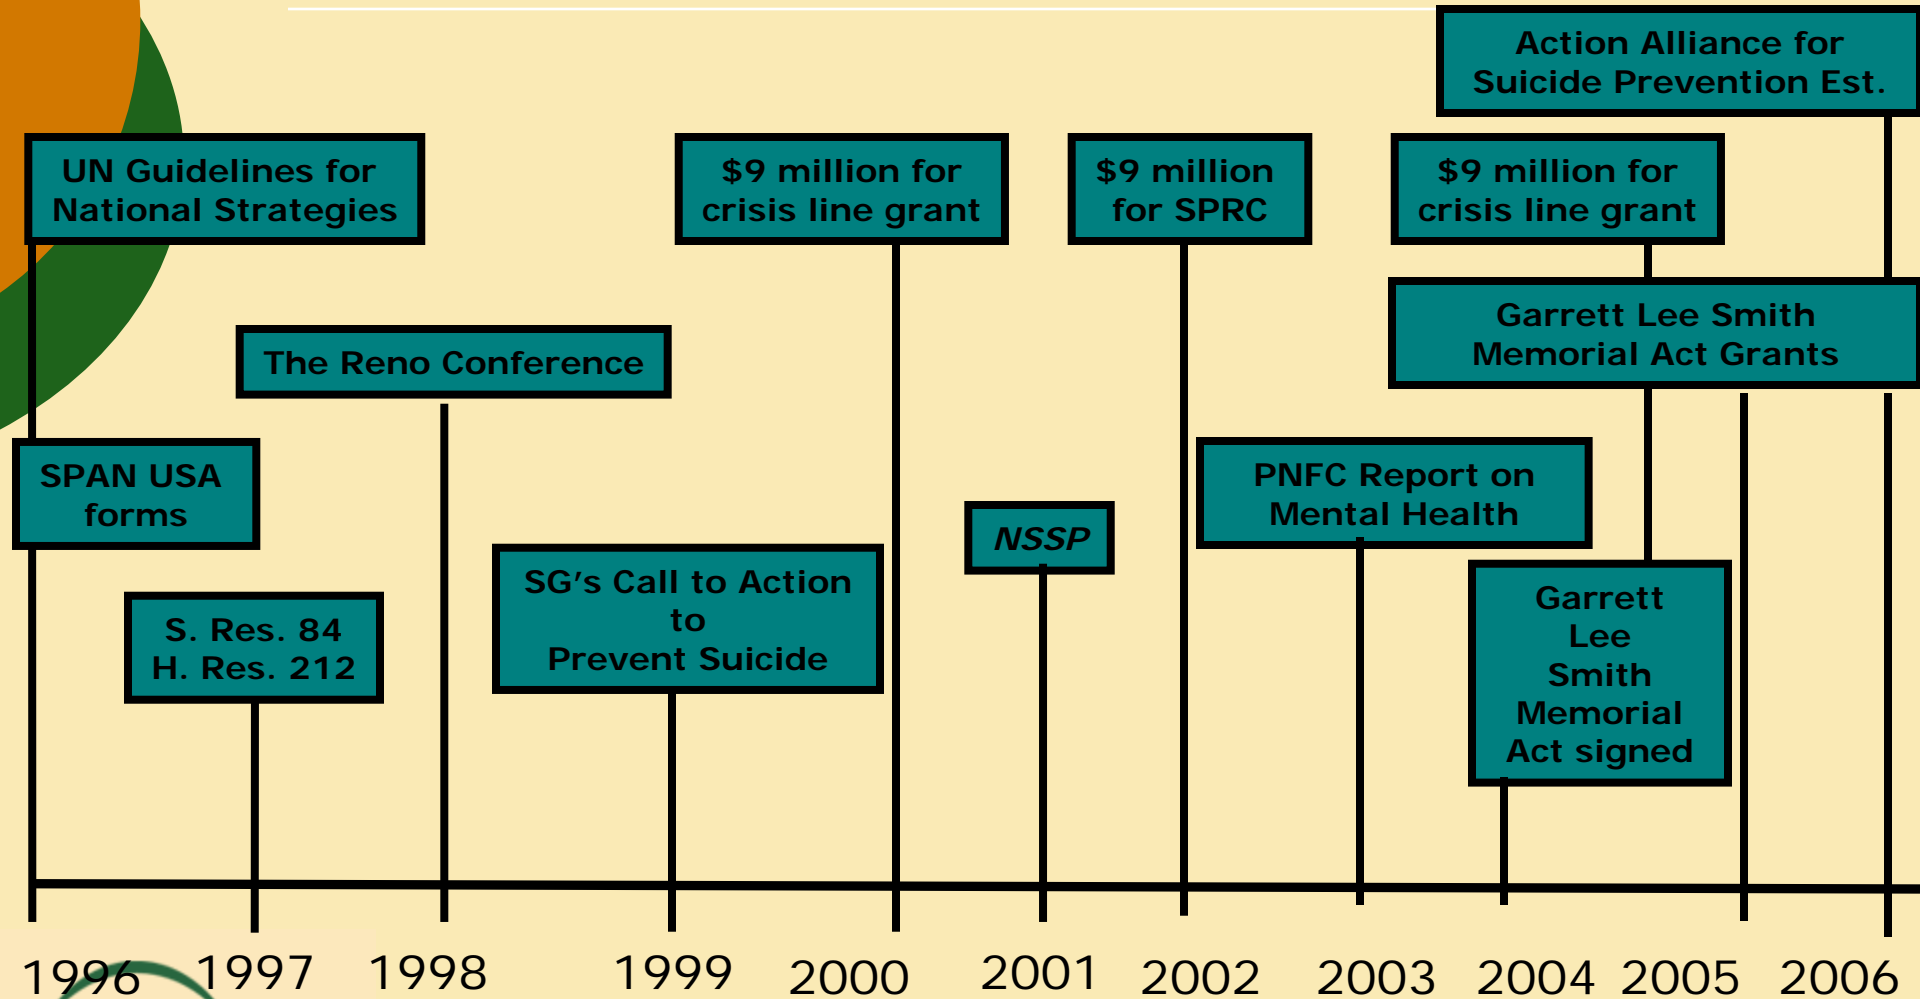 Action Alliance for
Suicide Prevention Est.
UN Guidelines for
National Strategies
$9 million for
crisis line grant
$9 million
for SPRC
$9 million for
crisis line grant
Garrett Lee Smith
Memorial Act Grants
The Reno Conference
SPAN USA
forms
PNFC Report on
Mental Health
NSSP
SG's Call to Action
to
Prevent Suicide
S. Res. 84
H. Res. 212
Garrett
Lee
Smith
Memorial
Act signed
1996 1997 1998 1999 2000 2001 2002 2003 2004 2005 2006